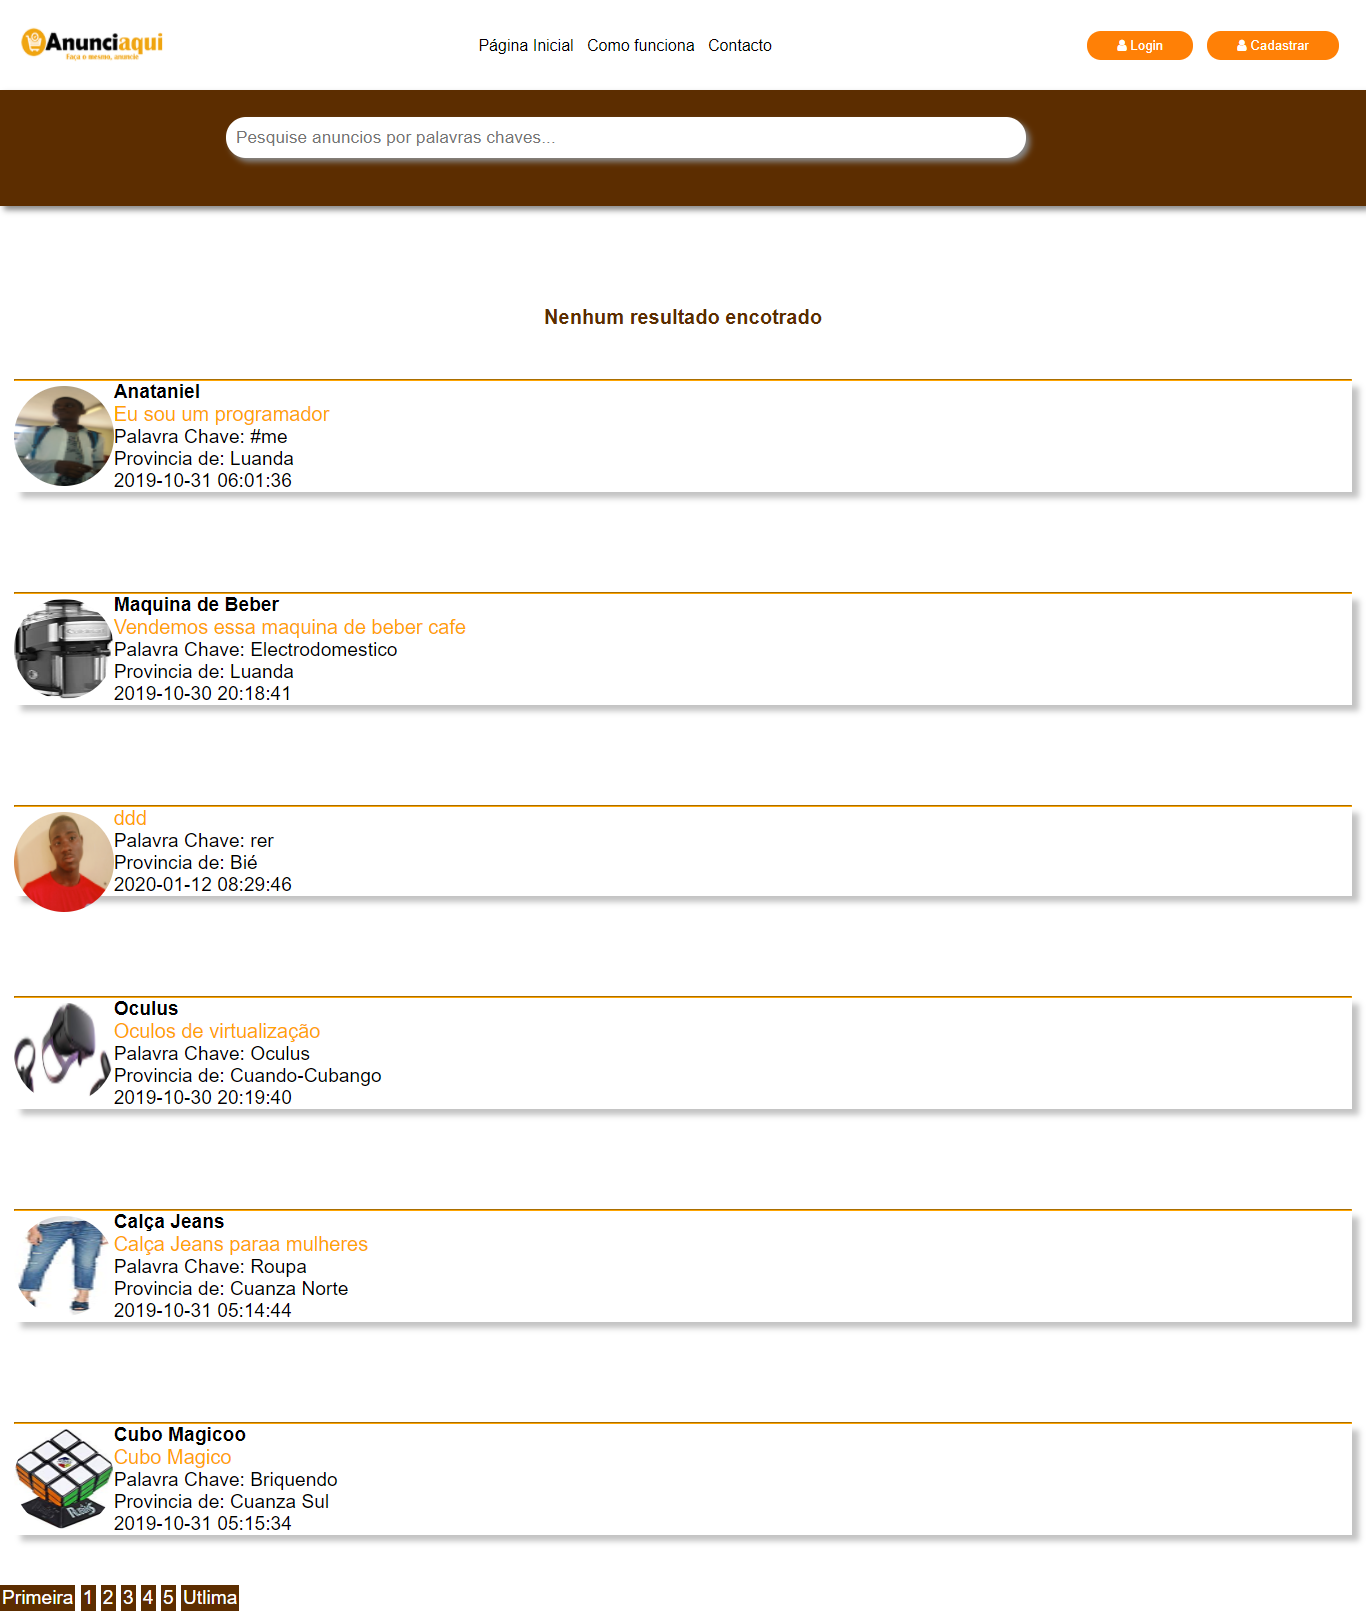 Anunciaqui
Faça o mesmo, anuncie
Página Inicial Como funciona Contacto
Login Cadastrar
Pesquise anuncios por palavras chaves...
Nenhum resultado encotrado
Anataniel
Eu sou um programador
Palavra Chave: #me
Provincia de: Luanda
2019-10-31 06:01:36
Maquina de Beber
Vendemos essa maquina de beber cafe
Palavra Chave: Electrodomestico
Provincia de: Luanda
2019-10-30 20:18:41
ddd
Palavra Chave: rer
Provincia de: Bié
2020-01-12 08:29:46
Oculus
Oculos de virtualização
Palavra Chave: Oculus
Provincia de: Cuando-Cubango
2019-10-30 20:19:40
Calça Jeans
Calça Jeans paraa mulheres
Palavra Chave: Roupa
Provincia de: Cuanza Norte
2019-10-31 05:14:44
Cubo Magicoo
Cubo Magico
Palavra Chave: Briquendo
Provincia de: Cuanza Sul
2019-10-31 05:15:34
Primeira 1 2 3 4 5 Utlima